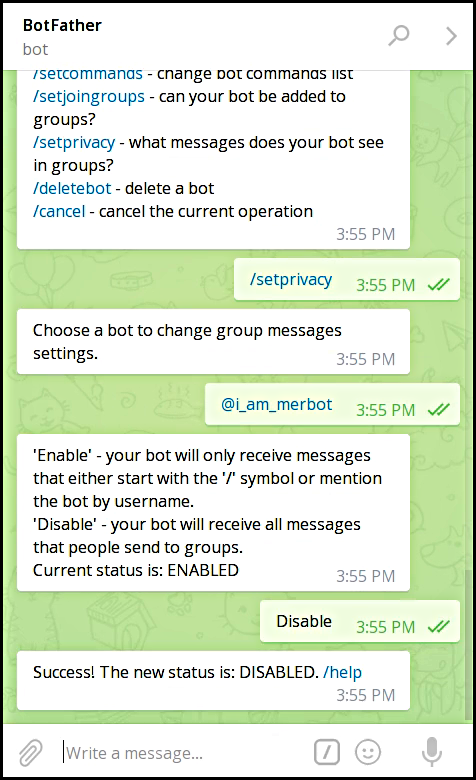 BotFather
bot
/setcommands - change bot commands list
/setjoingroups - can your bot be added to
groups?
/setprivacy - what messages does your bot see
in groups?
/deletebot - delete a bot
/cancel - cancel the current operation
3:55 PM
/setprivacy 3:55 PM
Choose a bot to change group messages
settings. 3:55 PM
@i_am_merbot 3:55 PM
'Enable' - your bot will only receive messages
that either start with the '/' symbol or mention
the bot by username.
'Disable' - your bot will receive all messages
that people send to groups.
Current status is: ENABLED 3:55 PM
Disable 3:55 PM
Success! The new status is: DISABLED. /help
3:55 PM
Write a message...